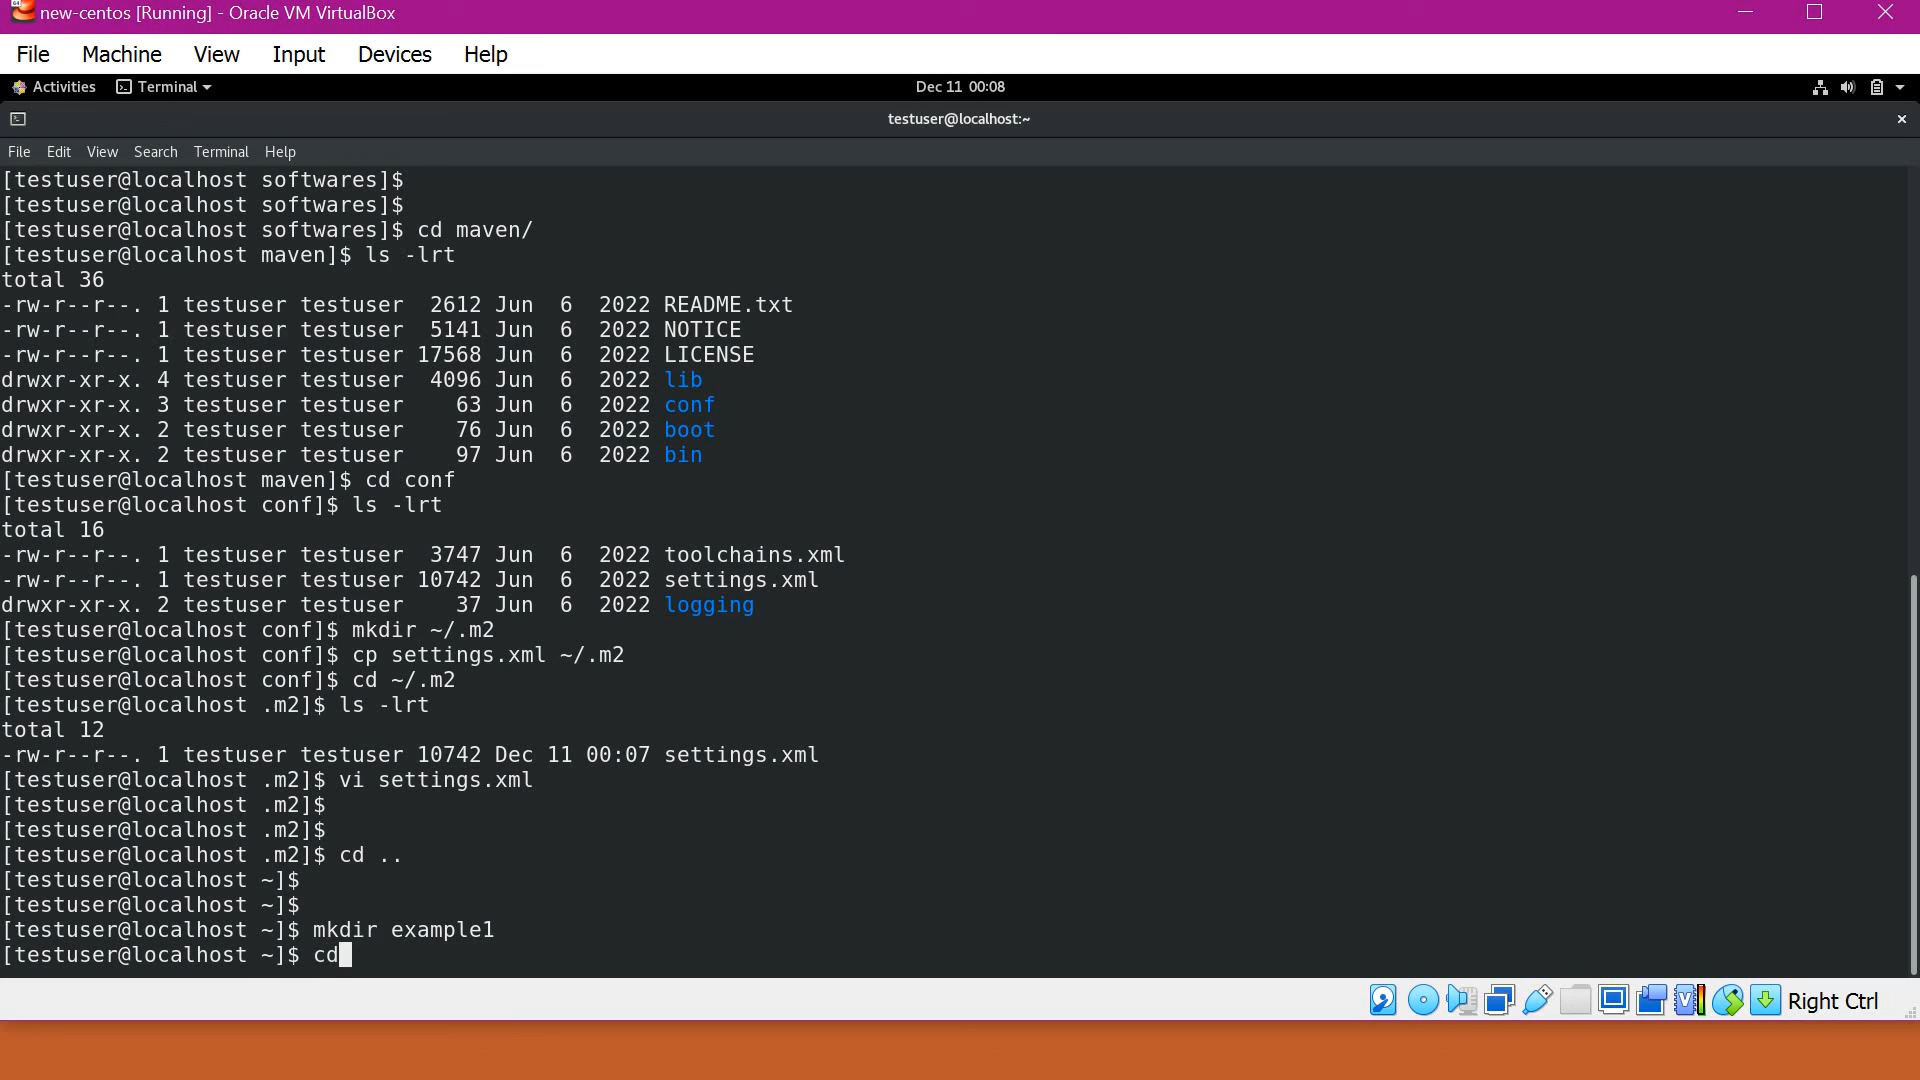 new-centos [Running] - Oracle VM VirtualBox
File Machine View Input Devices Help
Activities Terminal Dec 11 00:08
testuser@localhost:~
File Edit View Search Terminal Help
[testuser@localhost softwares]$
[testuser@localhost softwares]$
[testuser@localhost softwares]$ cd maven/
[testuser@localhost maven]$ ls -lrt
total 36
-rw-r--r--. 1 testuser testuser  2612 Jun  6  2022 README.txt
-rw-r--r--. 1 testuser testuser  5141 Jun  6  2022 NOTICE
-rw-r--r--. 1 testuser testuser 17568 Jun  6  2022 LICENSE
drwxr-xr-x. 4 testuser testuser  4096 Jun  6  2022 lib
drwxr-xr-x. 3 testuser testuser    63 Jun  6  2022 conf
drwxr-xr-x. 2 testuser testuser    76 Jun  6  2022 boot
drwxr-xr-x. 2 testuser testuser    97 Jun  6  2022 bin
[testuser@localhost maven]$ cd conf
[testuser@localhost conf]$ ls -lrt
total 16
-rw-r--r--. 1 testuser testuser  3747 Jun  6  2022 toolchains.xml
-rw-r--r--. 1 testuser testuser 10742 Jun  6  2022 settings.xml
drwxr-xr-x. 2 testuser testuser    37 Jun  6  2022 logging
[testuser@localhost conf]$ mkdir ~/.m2
[testuser@localhost conf]$ cp settings.xml ~/.m2
[testuser@localhost conf]$ cd ~/.m2
[testuser@localhost .m2]$ ls -lrt
total 12
-rw-r--r--. 1 testuser testuser 10742 Dec 11 00:07 settings.xml
[testuser@localhost .m2]$ vi settings.xml
[testuser@localhost .m2]$
[testuser@localhost .m2]$
[testuser@localhost .m2]$ cd ..
[testuser@localhost ~]$
[testuser@localhost ~]$
[testuser@localhost ~]$ mkdir example1
[testuser@localhost ~]$ cd
Right Ctrl